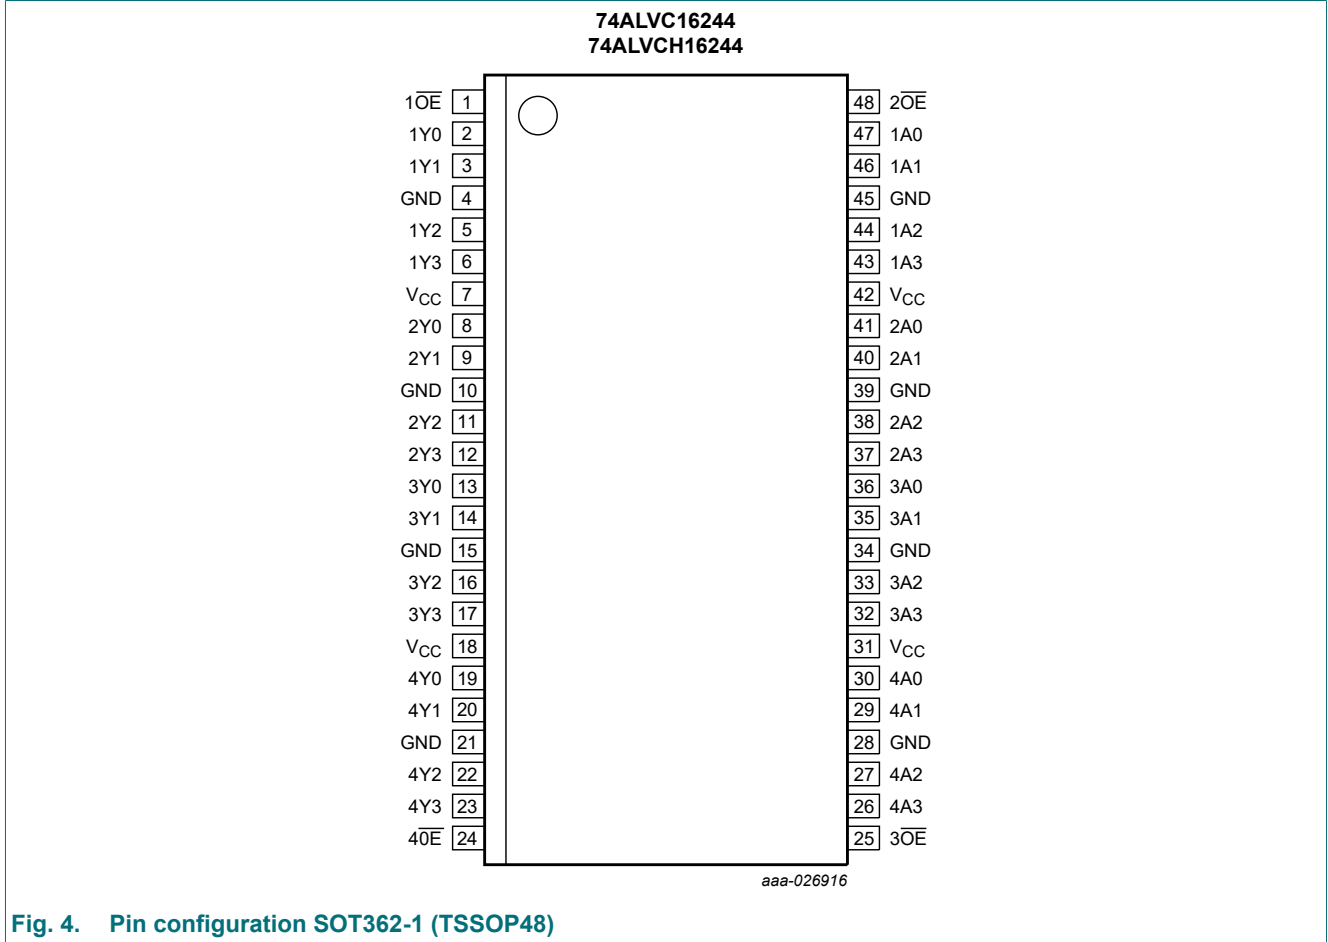 74ALVC16244
74ALVCH16244
1O̅E̅ 1 48 2O̅E̅
1Y0 2 47 1A0
1Y1 3 46 1A1
GND 4 45 GND
1Y2 5 44 1A2
1Y3 6 43 1A3
VCC 7 42 VCC
2Y0 8 41 2A0
2Y1 9 40 2A1
GND 10 39 GND
2Y2 11 38 2A2
2Y3 12 37 2A3
3Y0 13 36 3A0
3Y1 14 35 3A1
GND 15 34 GND
3Y2 16 33 3A2
3Y3 17 32 3A3
VCC 18 31 VCC
4Y0 19 30 4A0
4Y1 20 29 4A1
GND 21 28 GND
4Y2 22 27 4A2
4Y3 23 26 4A3
40̅E̅ 24 25 3O̅E̅
aaa-026916
Fig. 4. Pin configuration SOT362-1 (TSSOP48)